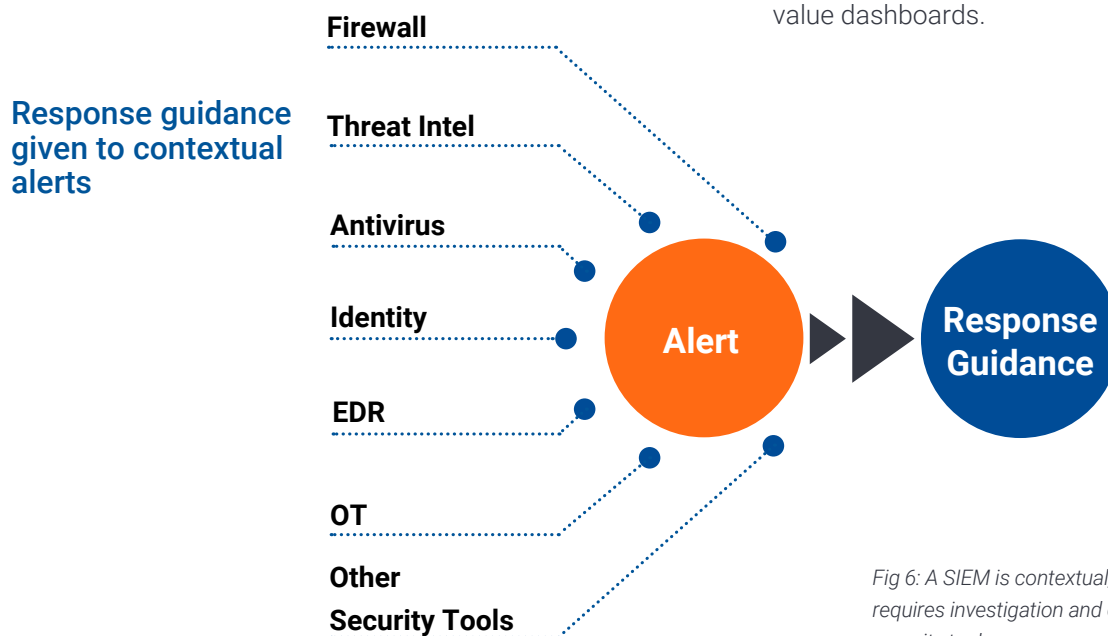 value dashboards.
Response guidance
given to contextual
alerts
Firewall
Threat Intel
Antivirus
Identity
EDR
OT
Other
Security Tools
Alert
Response
Guidance
Fig 6: A SIEM is contextual,
requires investigation and